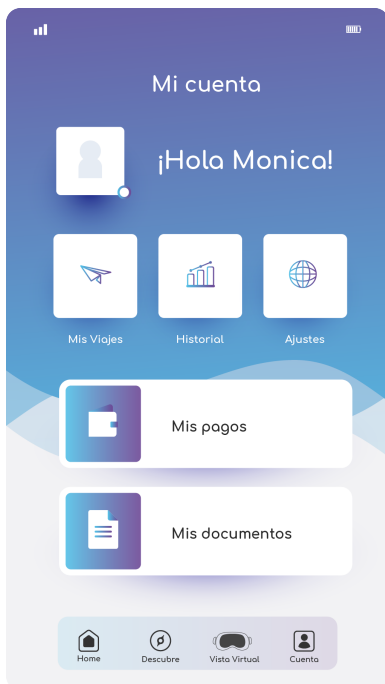 Mi cuenta
¡Hola Monica!
Mis Viajes
Historial
Ajustes
Mis pagos
Mis documentos
Home
Descubre
Vista Virtual
Cuenta